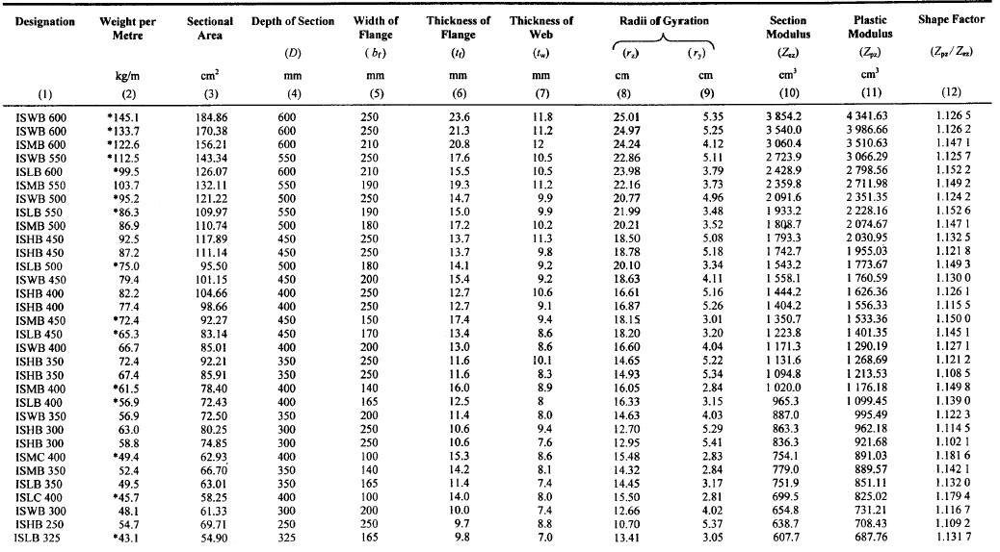 Designation Weight per Metre Sectional Area Depth of Section Width of Flange Thickness of Flange Thickness of Web Radii of Gyration Section Modulus Plastic Modulus Shape Factor
(D) (bf) (tf) (tw) (rz) (ry) (Zez) (Zpz) (Zpz/Zez)
kg/m cm² mm mm mm mm cm cm cm³ cm³
(1) (2) (3) (4) (5) (6) (7) (8) (9) (10) (11) (12)
ISWB 600 *145.1 184.86 600 250 23.6 11.8 25.01 5.35 3 854.2 4 341.63 1.126 5
ISWB 600 *133.7 170.38 600 250 21.3 11.2 24.97 5.25 3 540.0 3 986.66 1.126 2
ISMB 600 *122.6 156.21 600 210 20.8 12 24.24 4.12 3 060.4 3 510.63 1.147 1
ISWB 550 *112.5 143.34 550 250 17.6 10.5 22.86 5.11 2 723.9 3 066.29 1.125 7
ISLB 600 *99.5 126.07 600 210 15.5 10.5 23.98 3.79 2 428.9 2 798.56 1.152 2
ISMB 550 103.7 132.11 550 190 19.3 11.2 22.16 3.73 2 359.8 2 711.98 1.149 2
ISWB 500 *95.2 121.22 500 250 14.7 9.9 20.77 4.96 2 091.6 2 351.35 1.124 2
ISLB 550 *86.3 109.97 550 190 15.0 9.9 21.99 3.48 1 933.2 2 228.16 1.152 6
ISMB 500 86.9 110.74 500 180 17.2 10.2 20.21 3.52 1 808.7 2 074.67 1.147 1
ISHB 450 92.5 117.89 450 250 13.7 11.3 18.50 5.08 1 793.3 2 030.95 1.132 5
ISHB 450 87.2 111.14 450 250 13.7 9.8 18.78 5.18 1 742.7 1 955.03 1.121 8
ISLB 500 *75.0 95.50 500 180 14.1 9.2 20.10 3.34 1 543.2 1 773.67 1.149 3
ISWB 450 79.4 101.15 450 200 15.4 9.2 18.63 4.11 1 558.1 1 760.59 1.130 0
ISHB 400 82.2 104.66 400 250 12.7 10.6 16.61 5.16 1 444.2 1 626.36 1.126 1
ISHB 400 77.4 98.66 400 250 12.7 9.1 16.87 5.26 1 404.2 1 556.33 1.115 5
ISMB 450 *72.4 92.27 450 150 17.4 9.4 18.15 3.01 1 350.7 1 533.36 1.150 0
ISLB 450 *65.3 83.14 450 170 13.4 8.6 18.20 3.20 1 223.8 1 401.35 1.145 1
ISWB 400 66.7 85.01 400 200 13.0 8.6 16.60 4.04 1 171.3 1 290.19 1.127 1
ISHB 350 72.4 92.21 350 250 11.6 10.1 14.65 5.22 1 131.6 1 268.69 1.121 2
ISHB 350 67.4 85.91 350 250 11.6 8.3 14.93 5.34 1 094.8 1 213.53 1.108 5
ISMB 400 *61.5 78.40 400 140 16.0 8.9 16.05 2.84 1 020.0 1 176.18 1.149 8
ISLB 400 *56.9 72.43 400 165 12.5 8 16.33 3.15 965.3 1 099.45 1.139 0
ISWB 350 56.9 72.50 350 200 11.4 8.0 14.63 4.03 887.0 995.49 1.122 3
ISHB 300 63.0 80.25 300 250 10.6 9.4 12.70 5.29 863.3 962.18 1.114 5
ISHB 300 58.8 74.85 300 250 10.6 7.6 12.95 5.41 836.3 921.68 1.102 1
ISMC 400 *49.4 62.93 400 100 15.3 8.6 15.48 2.83 754.1 891.03 1.181 6
ISMB 350 52.4 66.70 350 140 14.2 8.1 14.32 2.84 779.0 889.57 1.142 1
ISLB 350 49.5 63.01 350 165 11.4 7.4 14.45 3.17 751.9 851.11 1.132 0
ISLC 400 *45.7 58.25 400 100 14.0 8.0 15.50 2.81 699.5 825.02 1.179 4
ISWB 300 48.1 61.33 300 200 10.0 7.4 12.66 4.02 654.8 731.21 1.116 7
ISHB 250 54.7 69.71 250 250 9.7 8.8 10.70 5.37 638.7 708.43 1.109 2
ISLB 325 *43.1 54.90 325 165 9.8 7.0 13.41 3.05 607.7 687.76 1.131 7